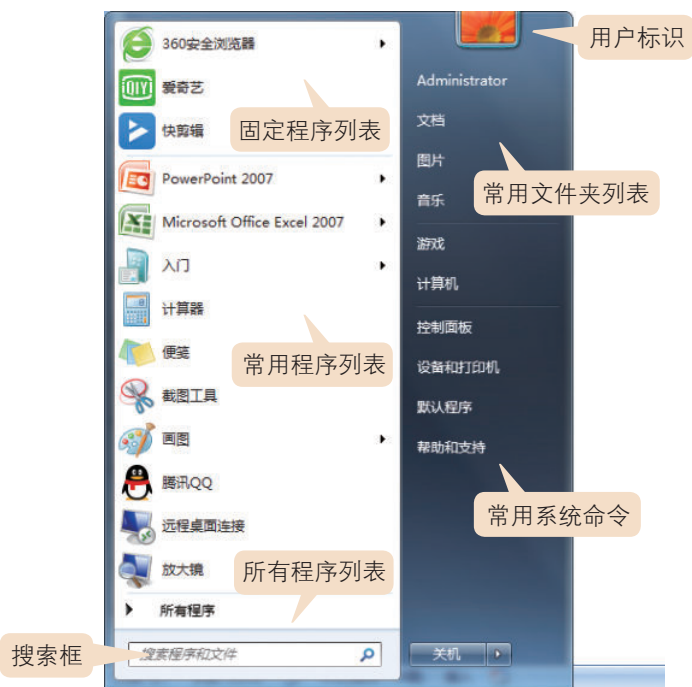 360安全浏览器
用户标识
iQIYI
爱奇艺
Administrator
快剪辑
固定程序列表
文档
PowerPoint 2007
图片
音乐
常用文件夹列表
Microsoft Office Excel 2007
游戏
入门
计算机
计算器
控制面板
便笺
常用程序列表
设备和打印机
截图工具
默认程序
画图
帮助和支持
腾讯QQ
常用系统命令
远程桌面连接
放大镜
所有程序列表
所有程序
搜索框
搜索程序和文件
关机